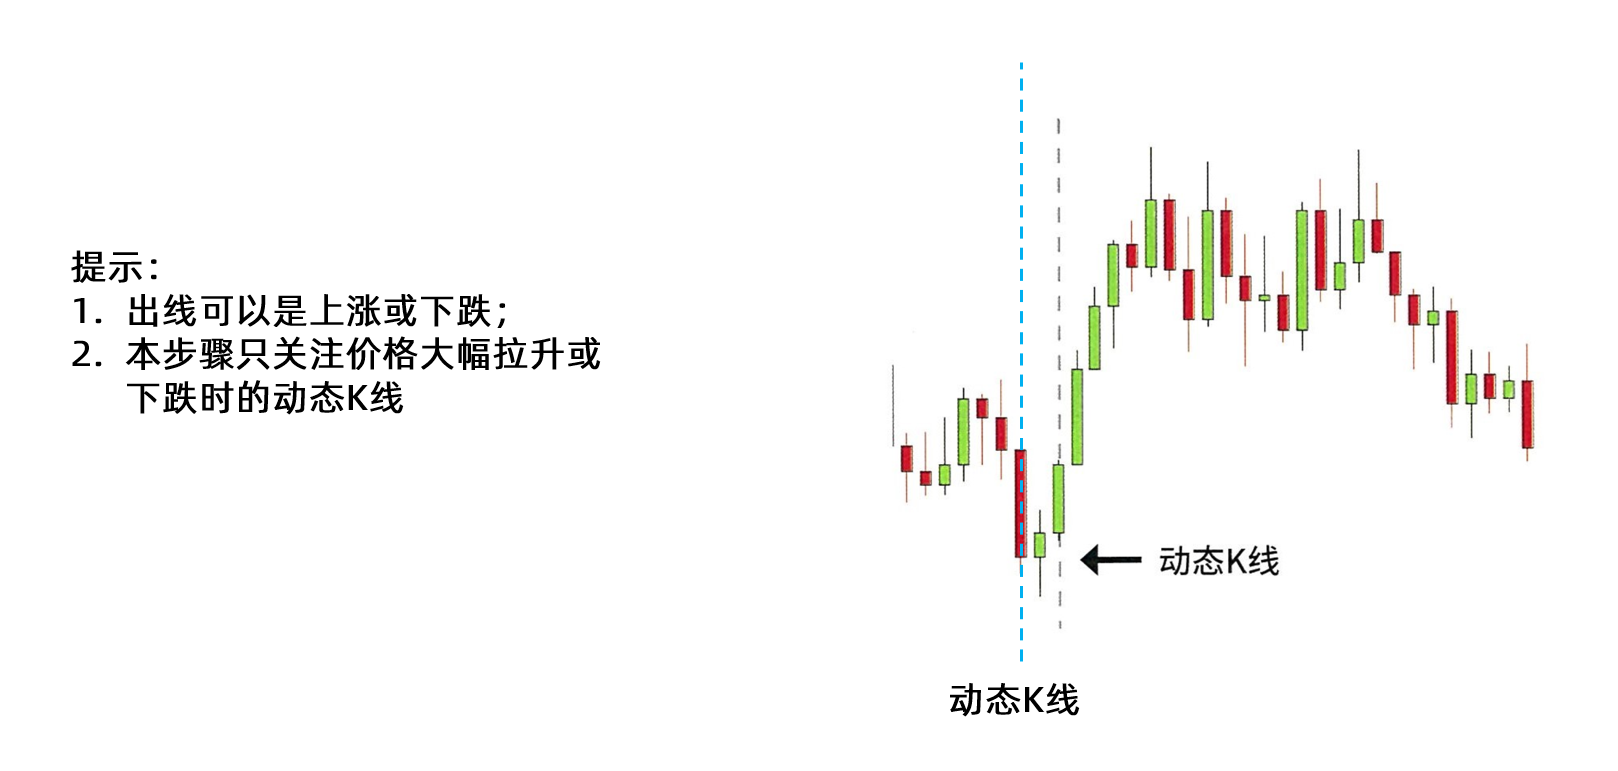 提示：
1. 出线可以是上涨或下跌；
2. 本步骤只关注价格大幅拉升或
下跌时的动态K线
动态K线
动态K线